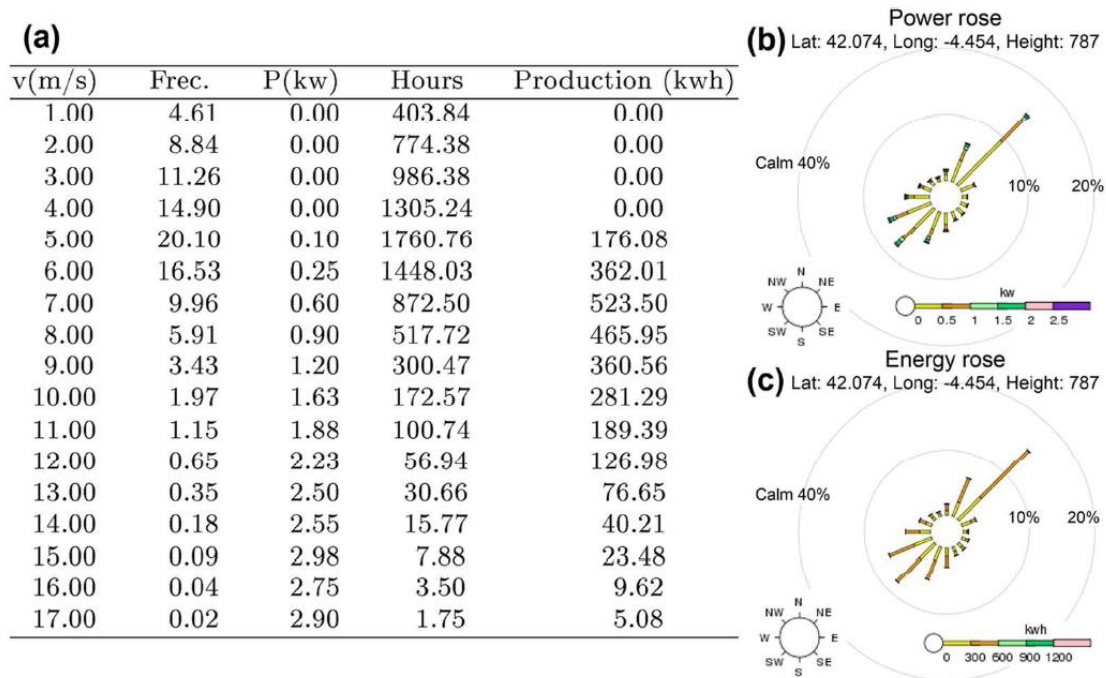 (a)
v(m/s) Frec. P(kw) Hours Production (kwh)
1.00 4.61 0.00 403.84 0.00
2.00 8.84 0.00 774.38 0.00
3.00 11.26 0.00 986.38 0.00
4.00 14.90 0.00 1305.24 0.00
5.00 20.10 0.10 1760.76 176.08
6.00 16.53 0.25 1448.03 362.01
7.00 9.96 0.60 872.50 523.50
8.00 5.91 0.90 517.72 465.95
9.00 3.43 1.20 300.47 360.56
10.00 1.97 1.63 172.57 281.29
11.00 1.15 1.88 100.74 189.39
12.00 0.65 2.23 56.94 126.98
13.00 0.35 2.50 30.66 76.65
14.00 0.18 2.55 15.77 40.21
15.00 0.09 2.98 7.88 23.48
16.00 0.04 2.75 3.50 9.62
17.00 0.02 2.90 1.75 5.08
(b)
Power rose
Lat: 42.074, Long: -4.454, Height: 787
Calm 40%
10% 20%
N
NW NE
W E
SW SE
S
kw
0 0.5 1 1.5 2 2.5
(c)
Energy rose
Lat: 42.074, Long: -4.454, Height: 787
Calm 40%
10% 20%
N
NW NE
W E
SW SE
S
kwh
0 300 600 900 1200